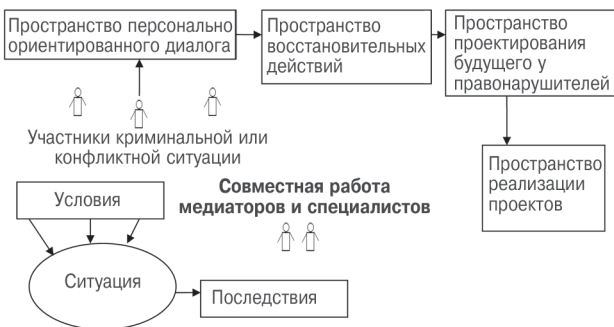 Пространство персонально
ориентированного диалога
Пространство
восстановительных
действий
Пространство
проектирования
будущего у
правонарушителей
Участники криминальной или
конфликтной ситуации
Пространство
реализации
проектов
Совместная работа
медиаторов и специалистов
Условия
Ситуация
Последствия